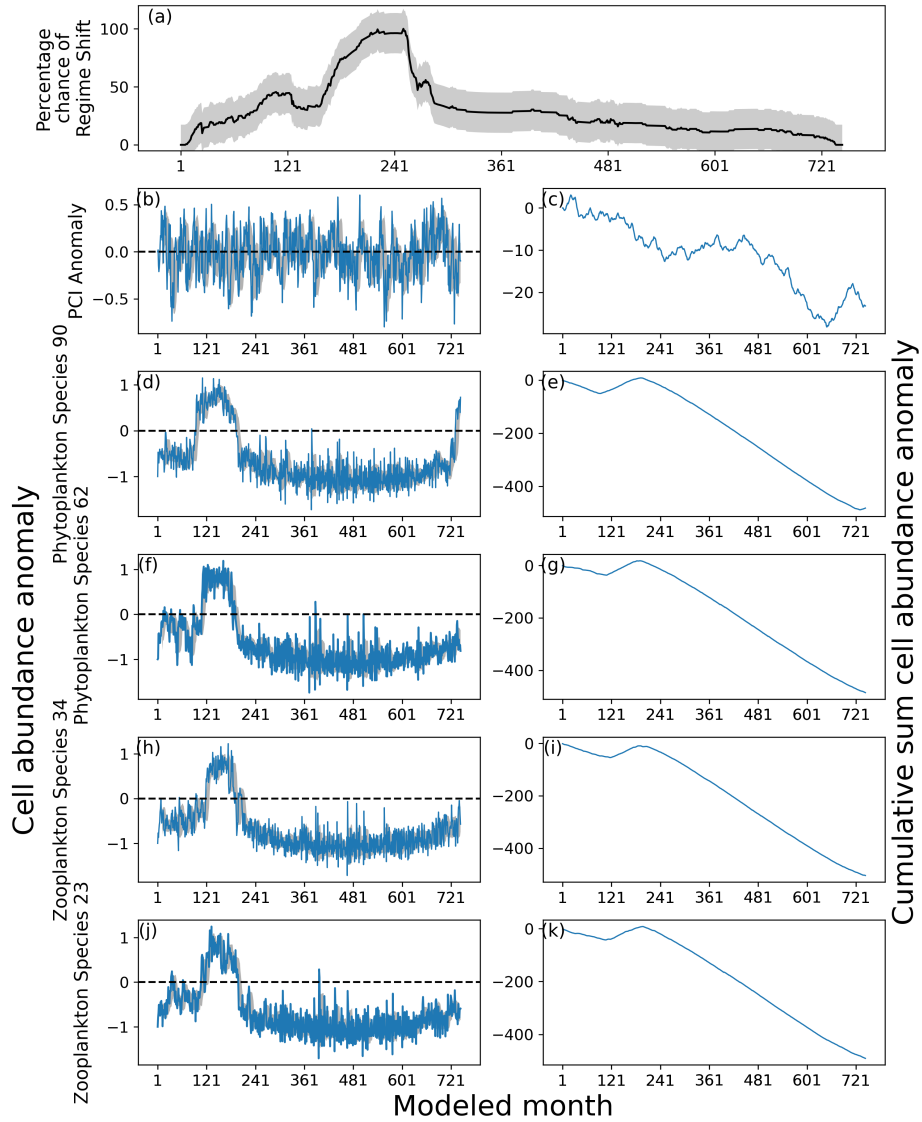 (a)
Percentage
chance of
Regime Shift
100
50
0
1 121 241 361 481 601 721
(b)
PCI Anomaly
0.5
0.0
−0.5
1 121 241 361 481 601 721
(c)
0
−10
−20
1 121 241 361 481 601 721
Cell abundance anomaly
Cumulative sum cell abundance anomaly
Phytoplankton Species 90
(d)
1
0
−1
1 121 241 361 481 601 721
(e)
0
−200
−400
1 121 241 361 481 601 721
Phytoplankton Species 62
(f)
1
0
−1
1 121 241 361 481 601 721
(g)
0
−200
−400
1 121 241 361 481 601 721
Zooplankton Species 34
(h)
1
0
−1
1 121 241 361 481 601 721
(i)
0
−200
−400
1 121 241 361 481 601 721
Zooplankton Species 23
(j)
1
0
−1
1 121 241 361 481 601 721
(k)
0
−200
−400
1 121 241 361 481 601 721
Modeled month